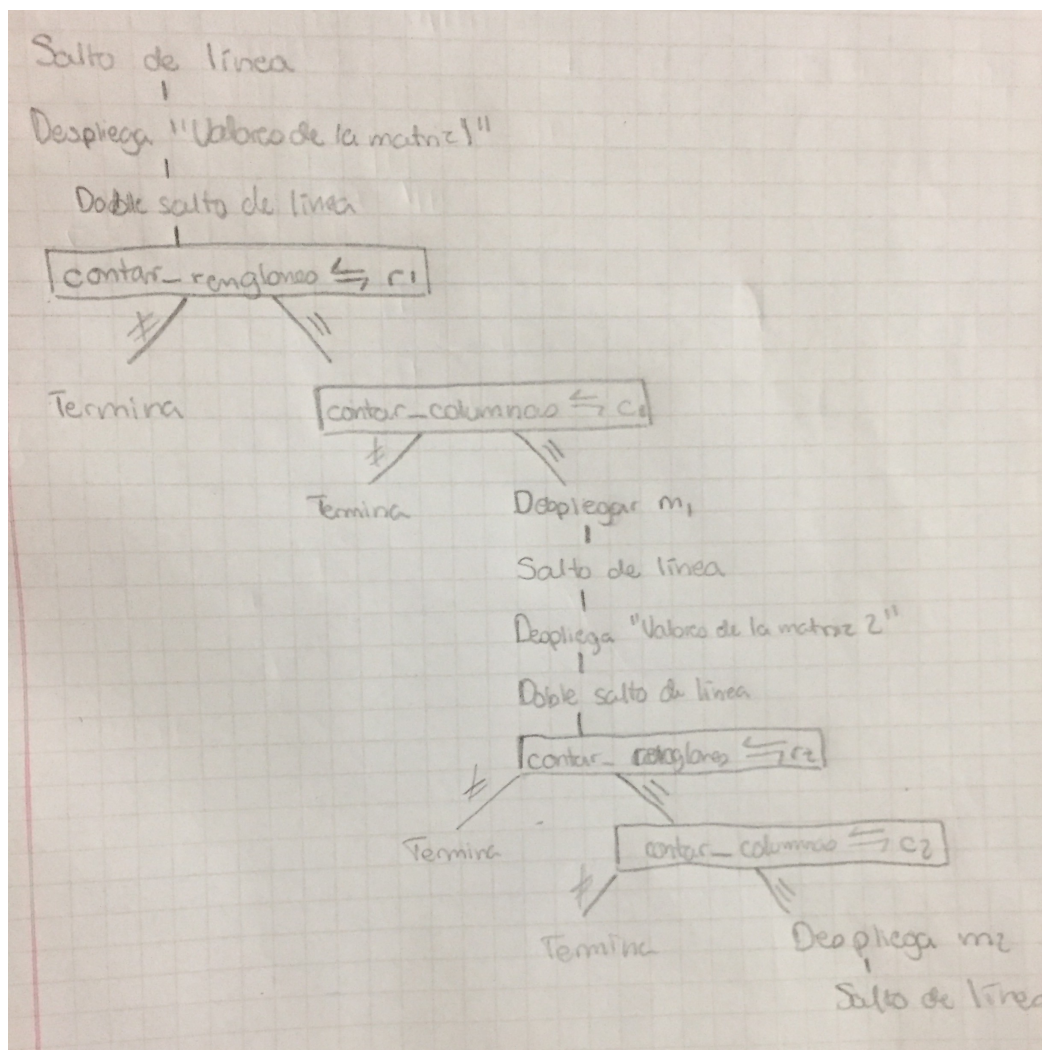 Salto de línea
Despliega "Valores de la matriz 1"
Doble salto de línea
contar_renglones ⇆ r1
≠ =
Termina
contar_columnas ⇆ c1
≠ =
Termina Desplegar m1
Salto de línea
Despliega "Valores de la matriz 2"
Doble salto de línea
contar_renglones ⇆ r2
≠ =
Termina
contar_columnas ⇆ c2
≠ =
Termina Despliega m2
Salto de línea